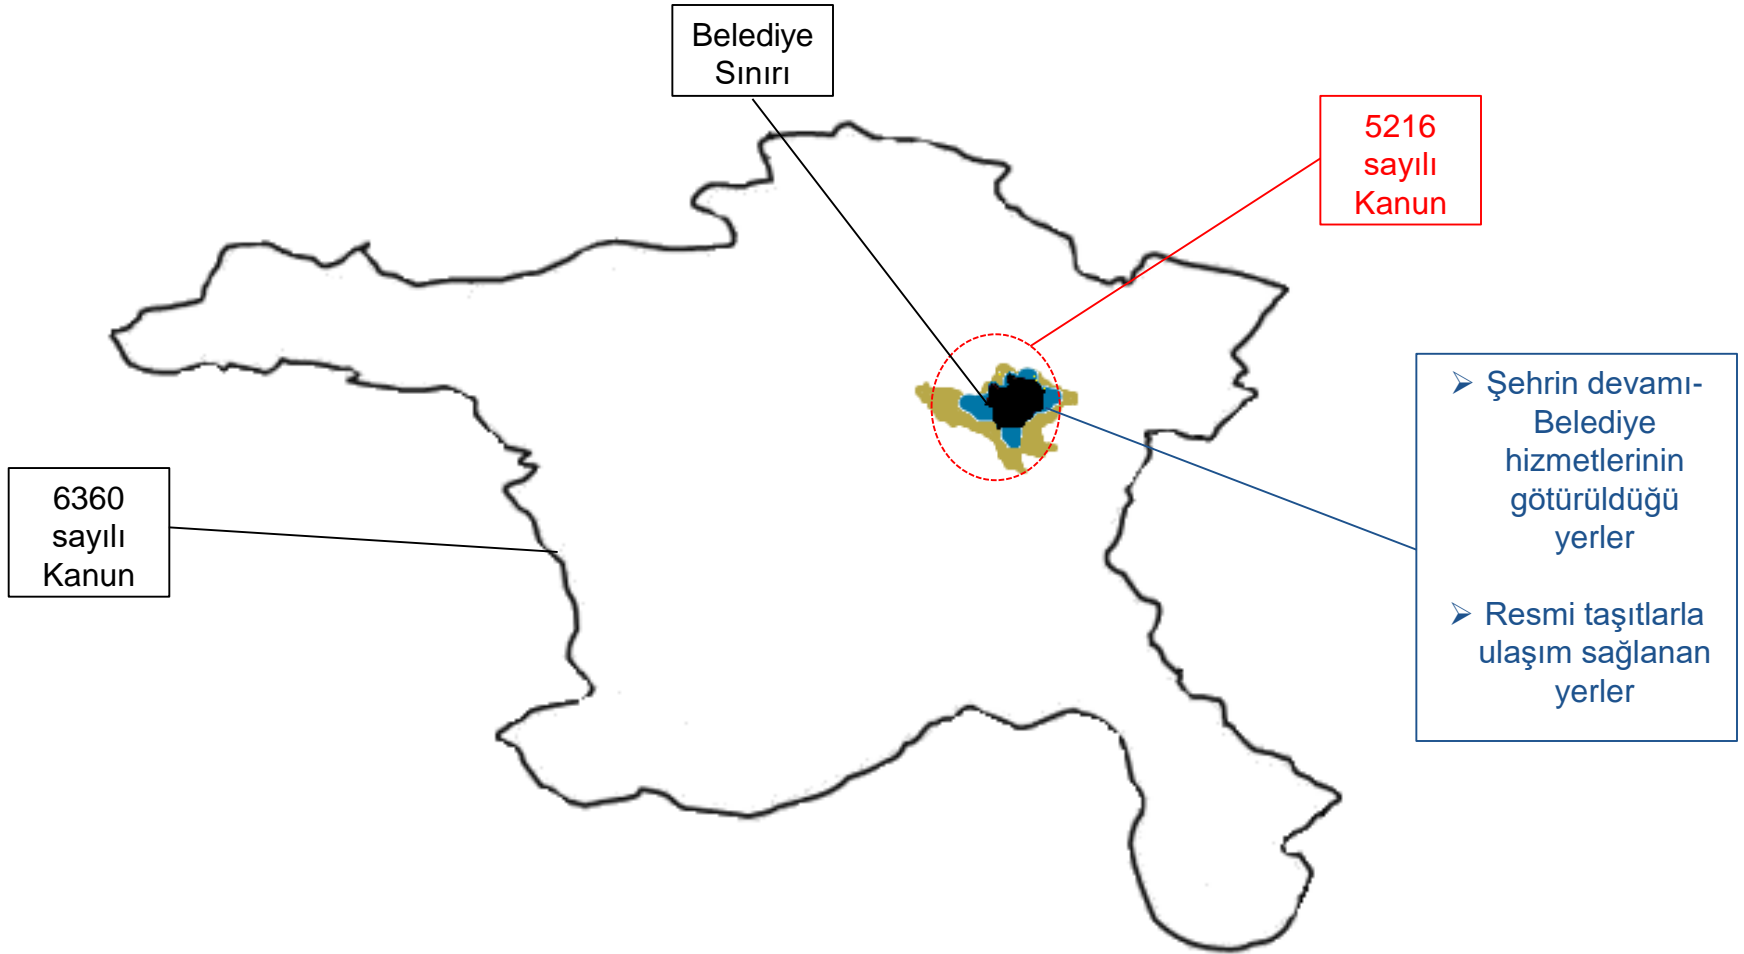 Belediye
Sınırı
5216
sayılı
Kanun
6360
sayılı
Kanun
➢ Şehrin devamı-
Belediye
hizmetlerinin
götürüldüğü
yerler
➢ Resmi taşıtlarla
ulaşım sağlanan
yerler